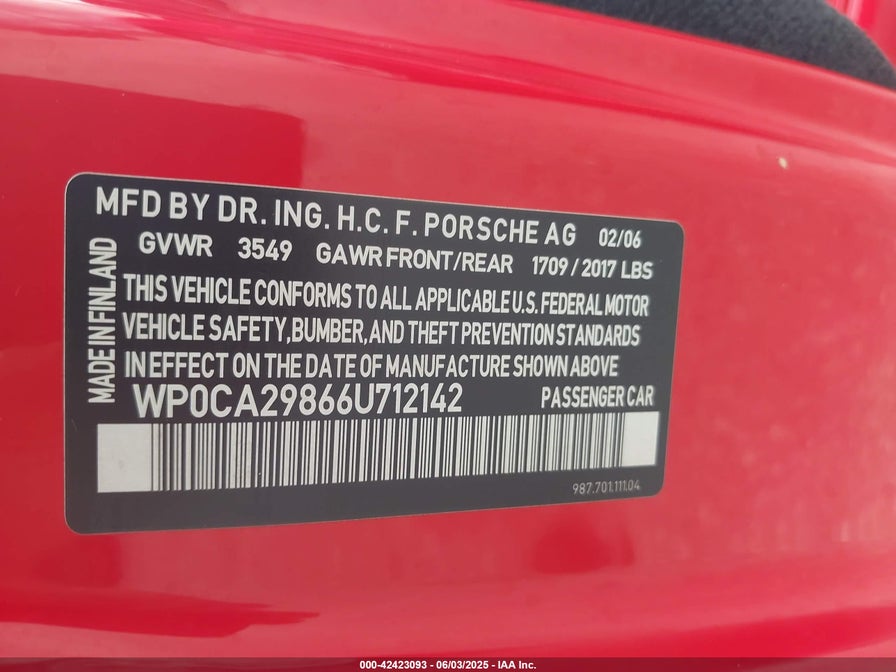 MFD BY DR. ING. H.C. F. PORSCHE AG 02/06
GVWR 3549 GAWR FRONT/REAR 1709/2017 LBS
MADE IN FINLAND
THIS VEHICLE CONFORMS TO ALL APPLICABLE U.S. FEDERAL MOTOR
VEHICLE SAFETY, BUMBER, AND THEFT PREVENTION STANDARDS
IN EFFECT ON THE DATE OF MANUFACTURE SHOWN ABOVE
WP0CA29866U712142 PASSENGER CAR
987.701.111.04
000-42423093 - 06/03/2025 - IAA Inc.